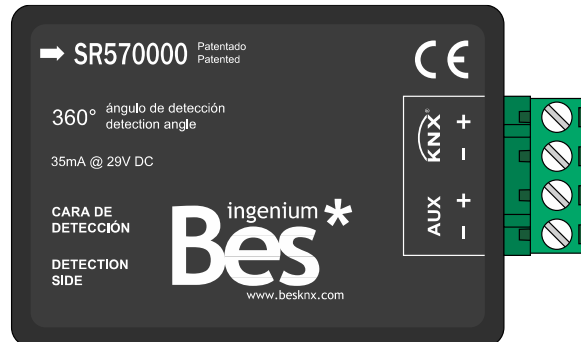 ➡ SR570000 Patentado
Patented
CE
360° ángulo de detección
detection angle
35mA @ 29V DC
CARA DE
DETECCIÓN
DETECTION
SIDE
ingenium
Bes*
www.besknx.com
KNX® + -
AUX + -